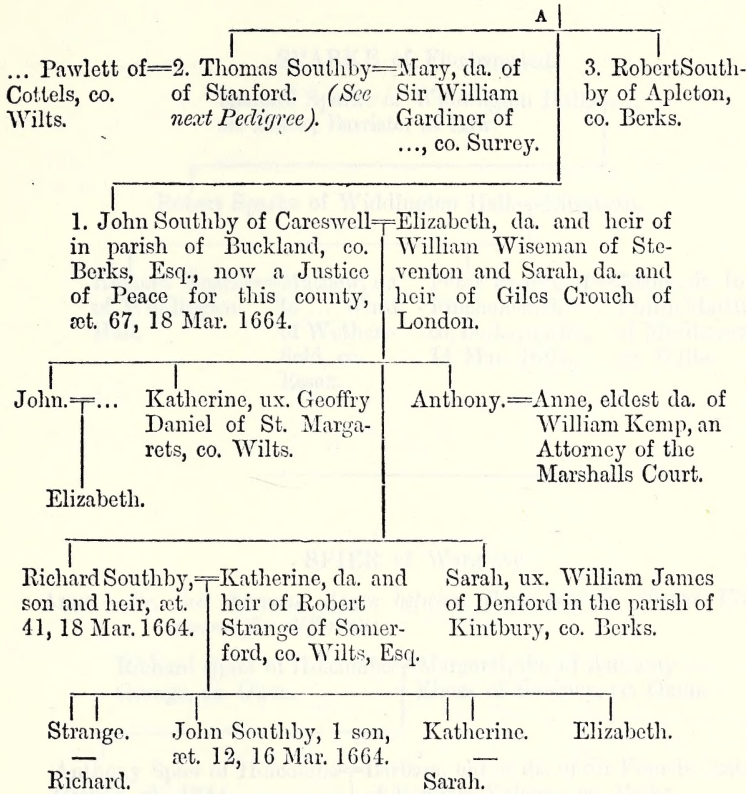 A
... Pawlett of=2. Thomas Southby=Mary, da. of 3. Robert South-
Cottels, co. of Stanford. (See Sir William by of Apleton,
Wilts. next Pedigree). Gardiner of co. Berks.
..., co. Surrey.
1. John Southby of Careswell=Elizabeth, da. and heir of
in parish of Buckland, co. William Wiseman of Ste-
Berks, Esq., now a Justice venton and Sarah, da. and
of Peace for this county, heir of Giles Crouch of
æt. 67, 18 Mar. 1664. London.
John.=... Katherine, ux. Geoffry Anthony.=Anne, eldest da. of
Daniel of St. Marga- William Kemp, an
rets, co. Wilts. Attorney of the
Marshalls Court.
Elizabeth.
Richard Southby,=Katherine, da. and Sarah, ux. William James
son and heir, æt. heir of Robert of Denford in the parish of
41, 18 Mar. 1664. Strange of Somer- Kintbury, co. Berks.
ford, co. Wilts, Esq.
Strange. John Southby, 1 son, Katherine. Elizabeth.
— æt. 12, 16 Mar. 1664. —
Richard. Sarah.